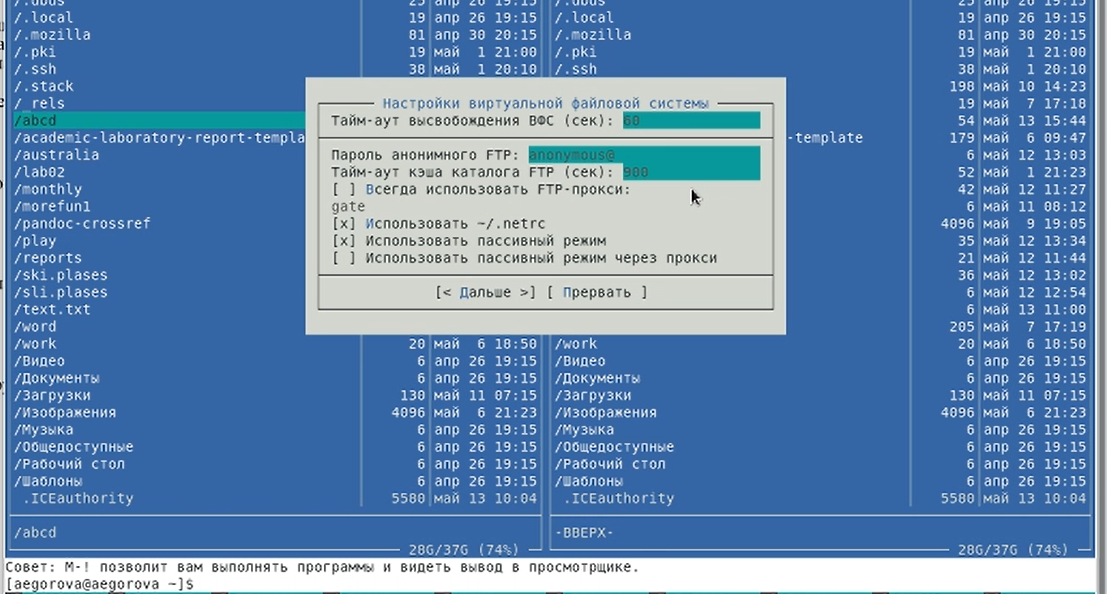 /.local 19 апр 26 19:15
/.mozilla 81 апр 30 20:15
/.pki 19 май 1 21:00
/.ssh 38 май 1 20:10
/.stack
/_rels
/abcd
/academic-laboratory-report-templa
/australia
/lab02
/monthly
/morefun1
/pandoc-crossref
/play
/reports
/ski.plases
/sli.plases
/text.txt
/word
/work 20 май 6 18:50
/Видео 6 апр 26 19:15
/Документы 6 апр 26 19:15
/Загрузки 130 май 11 07:15
/Изображения 4096 май 6 21:23
/Музыка 6 апр 26 19:15
/Общедоступные 6 апр 26 19:15
/Рабочий стол 6 апр 26 19:15
/Шаблоны 6 апр 26 19:15
.ICEauthority 5580 май 13 10:04
/abcd
28G/37G (74%)
Настройки виртуальной файловой системы
Тайм-аут высвобождения ВФС (сек): 60
Пароль анонимного FTP: anonymous@
Тайм-аут кэша каталога FTP (сек): 900
[ ] Всегда использовать FTP-прокси:
gate
[x] Использовать ~/.netrc
[x] Использовать пассивный режим
[ ] Использовать пассивный режим через прокси
[< Дальше >] [ Прервать ]
/.local 19 апр 26 19:15
/.mozilla 81 апр 30 20:15
/.pki 19 май 1 21:00
/.ssh 38 май 1 20:10
198 май 10 14:23
19 май 7 17:18
54 май 13 15:44
-template 179 май 6 09:47
6 май 12 13:03
52 май 1 21:23
42 май 12 11:27
6 май 11 08:12
4096 май 9 19:05
35 май 12 13:34
21 май 12 11:44
36 май 12 13:02
6 май 12 12:54
6 май 13 11:00
205 май 7 17:19
/work 20 май 6 18:50
/Видео 6 апр 26 19:15
/Документы 6 апр 26 19:15
/Загрузки 130 май 11 07:15
/Изображения 4096 май 6 21:23
/Музыка 6 апр 26 19:15
/Общедоступные 6 апр 26 19:15
/Рабочий стол 6 апр 26 19:15
/Шаблоны 6 апр 26 19:15
.ICEauthority 5580 май 13 10:04
-ВВЕРХ-
28G/37G (74%)
Совет: M-! позволит вам выполнять программы и видеть вывод в просмотрщике.
[aegorova@aegorova ~]$